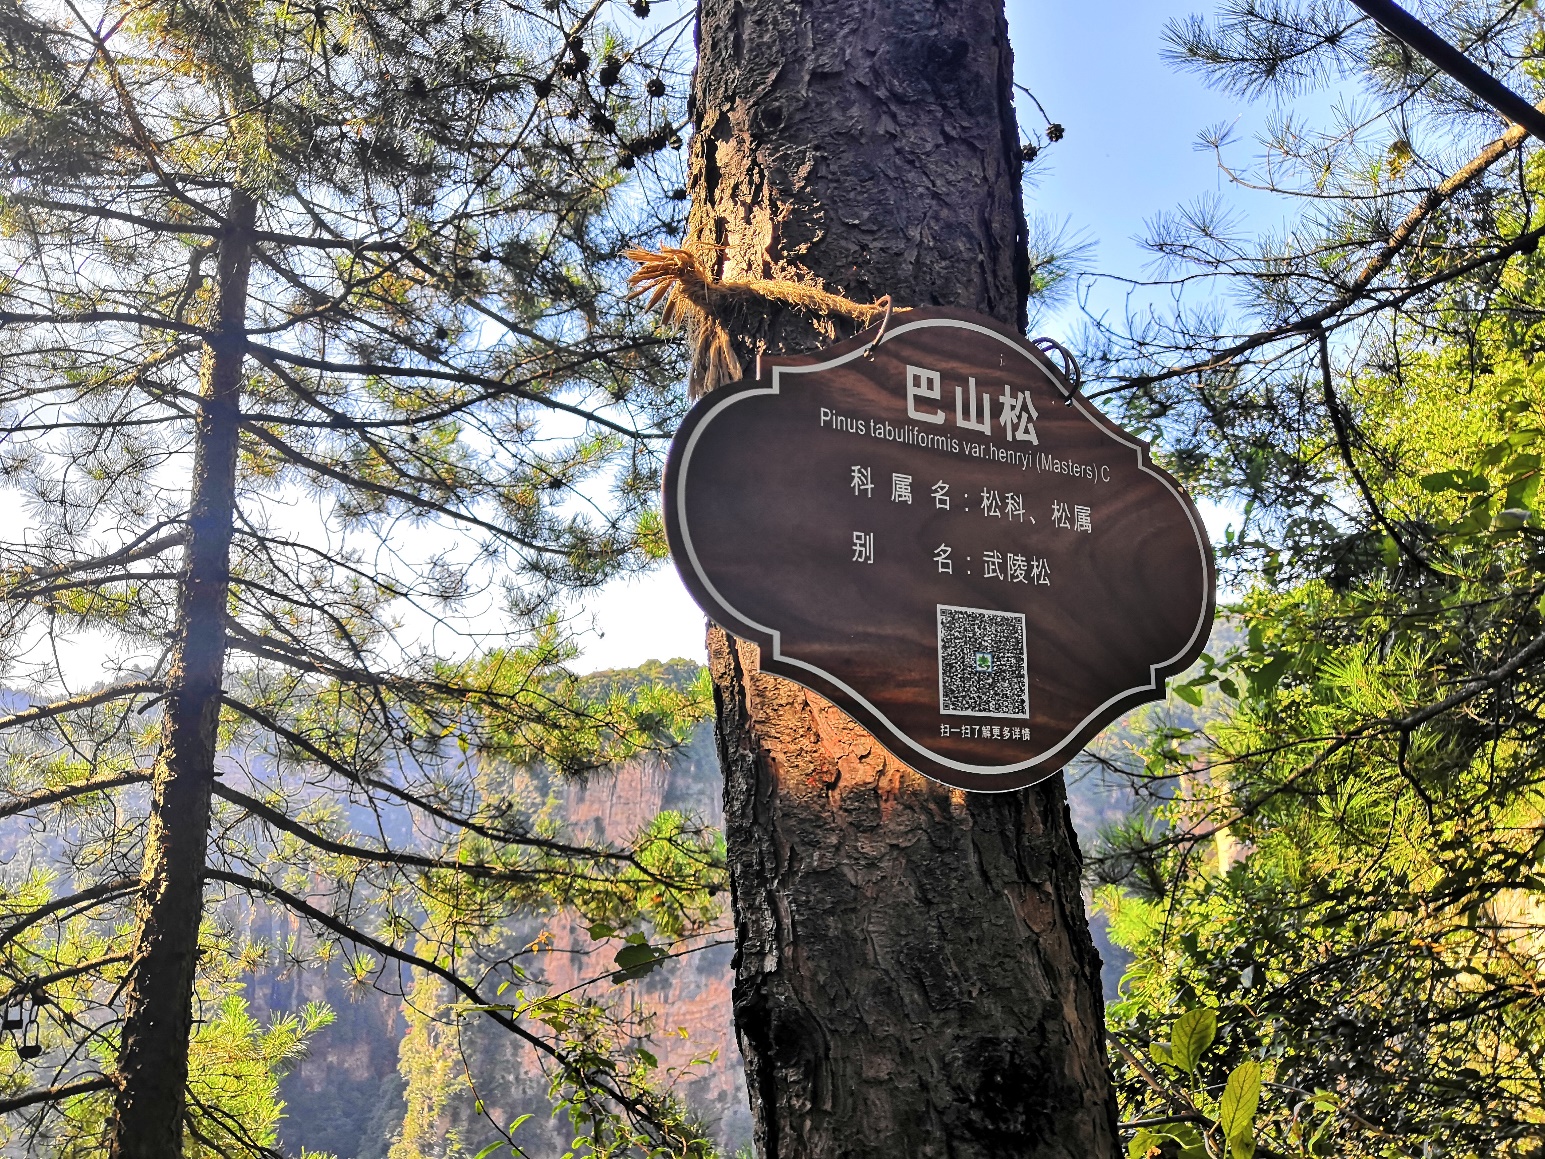 巴山松
Pinus tabuliformis var.henryi (Masters) C
科 属 名：松科、松属
别 名：武陵松
扫一扫了解更多详情